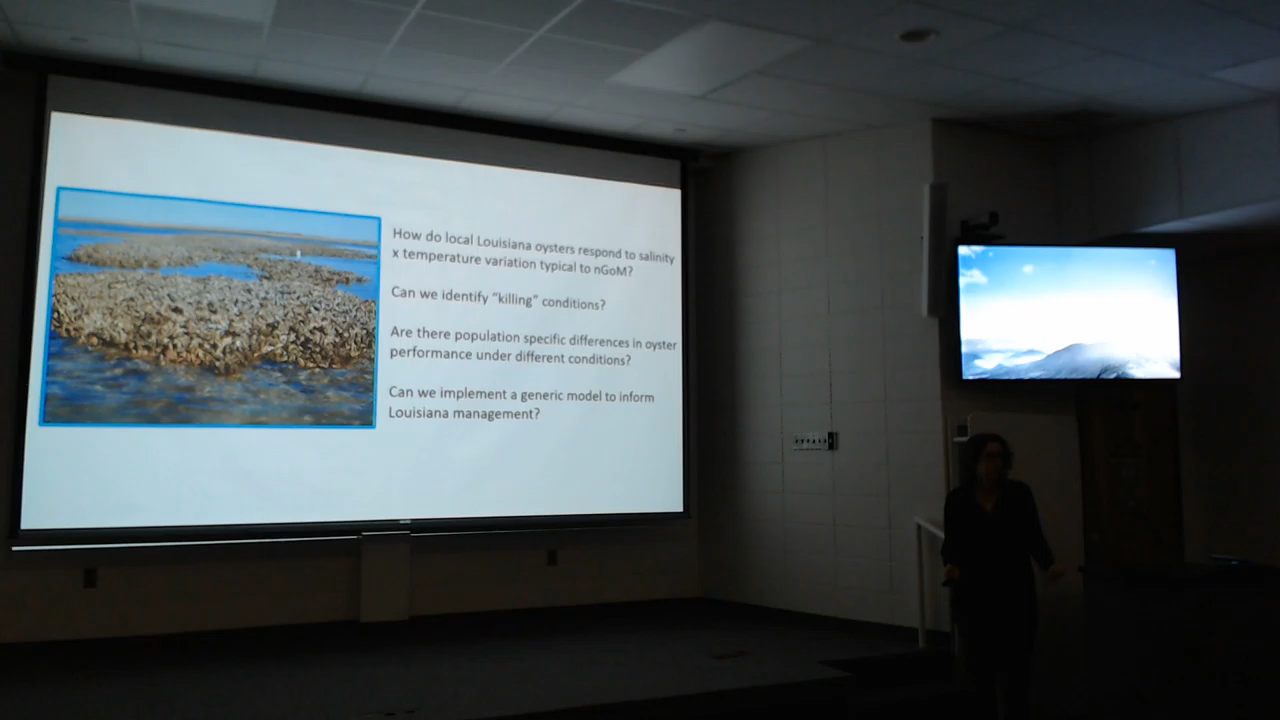 How do local Louisiana oysters respond to salinity
x temperature variation typical to nGoM?
Can we identify "killing" conditions?
Are there population specific differences in oyster
performance under different conditions?
Can we implement a generic model to inform
Louisiana management?